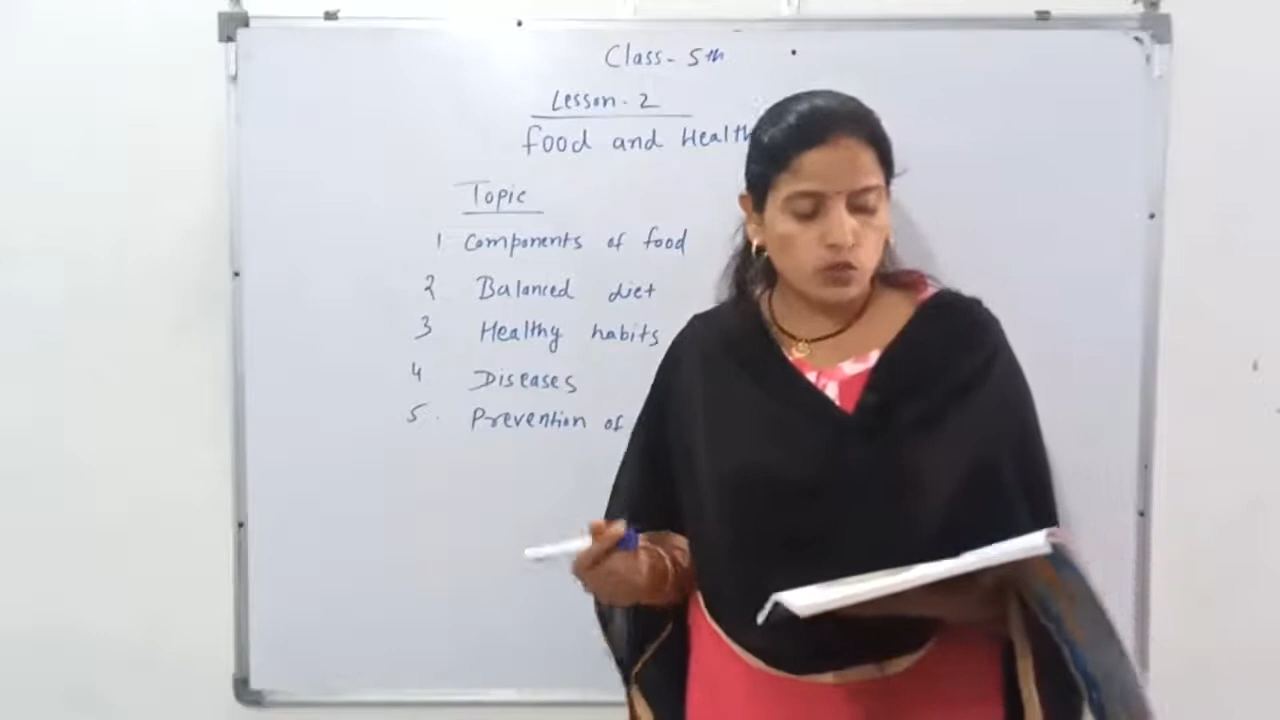 Class - 5th
Lesson - 2
Food and Health
Topic
1 Components of food
2 Balanced diet
3 Healthy habits
4 Diseases
5. Prevention of